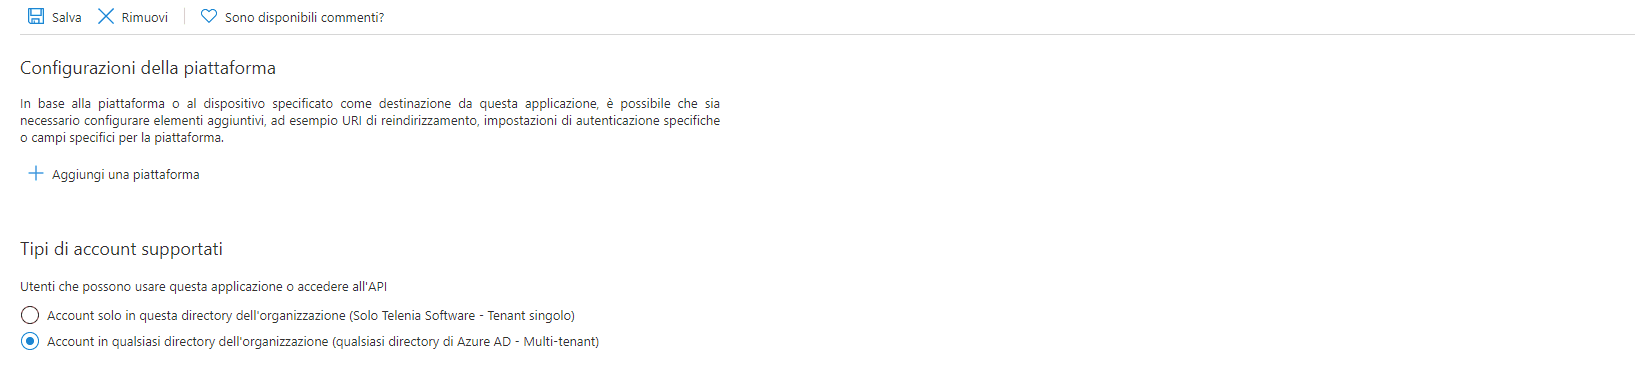 Salva Rimuovi Sono disponibili commenti?
Configurazioni della piattaforma
In base alla piattaforma o al dispositivo specificato come destinazione da questa applicazione, è possibile che sia
necessario configurare elementi aggiuntivi, ad esempio URI di reindirizzamento, impostazioni di autenticazione specifiche
o campi specifici per la piattaforma.
Aggiungi una piattaforma
Tipi di account supportati
Utenti che possono usare questa applicazione o accedere all'API
Account solo in questa directory dell'organizzazione (Solo Telenia Software - Tenant singolo)
Account in qualsiasi directory dell'organizzazione (qualsiasi directory di Azure AD - Multi-tenant)